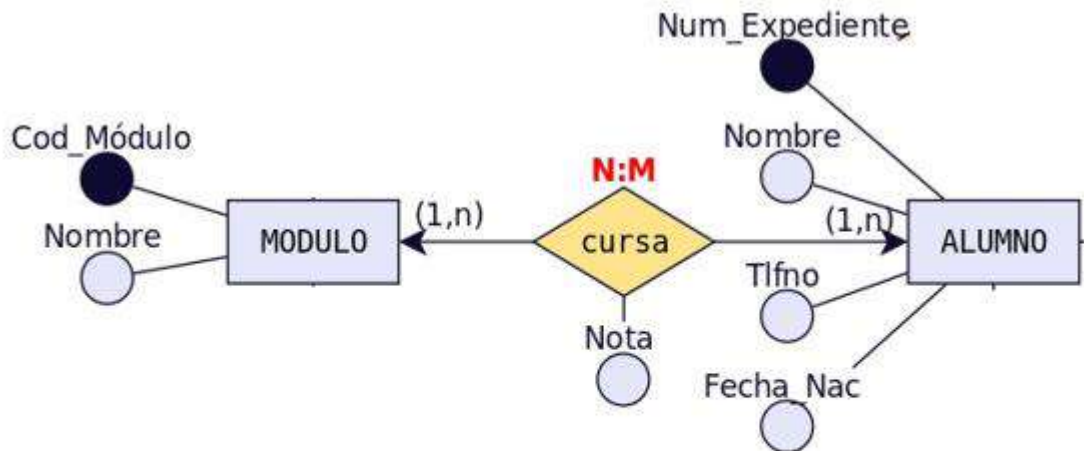 Num_Expediente
Cod_Módulo
Nombre
N:M
Nombre
MODULO
(1,n)
cursa
(1,n)
ALUMNO
Tlfno
Nota
Fecha_Nac